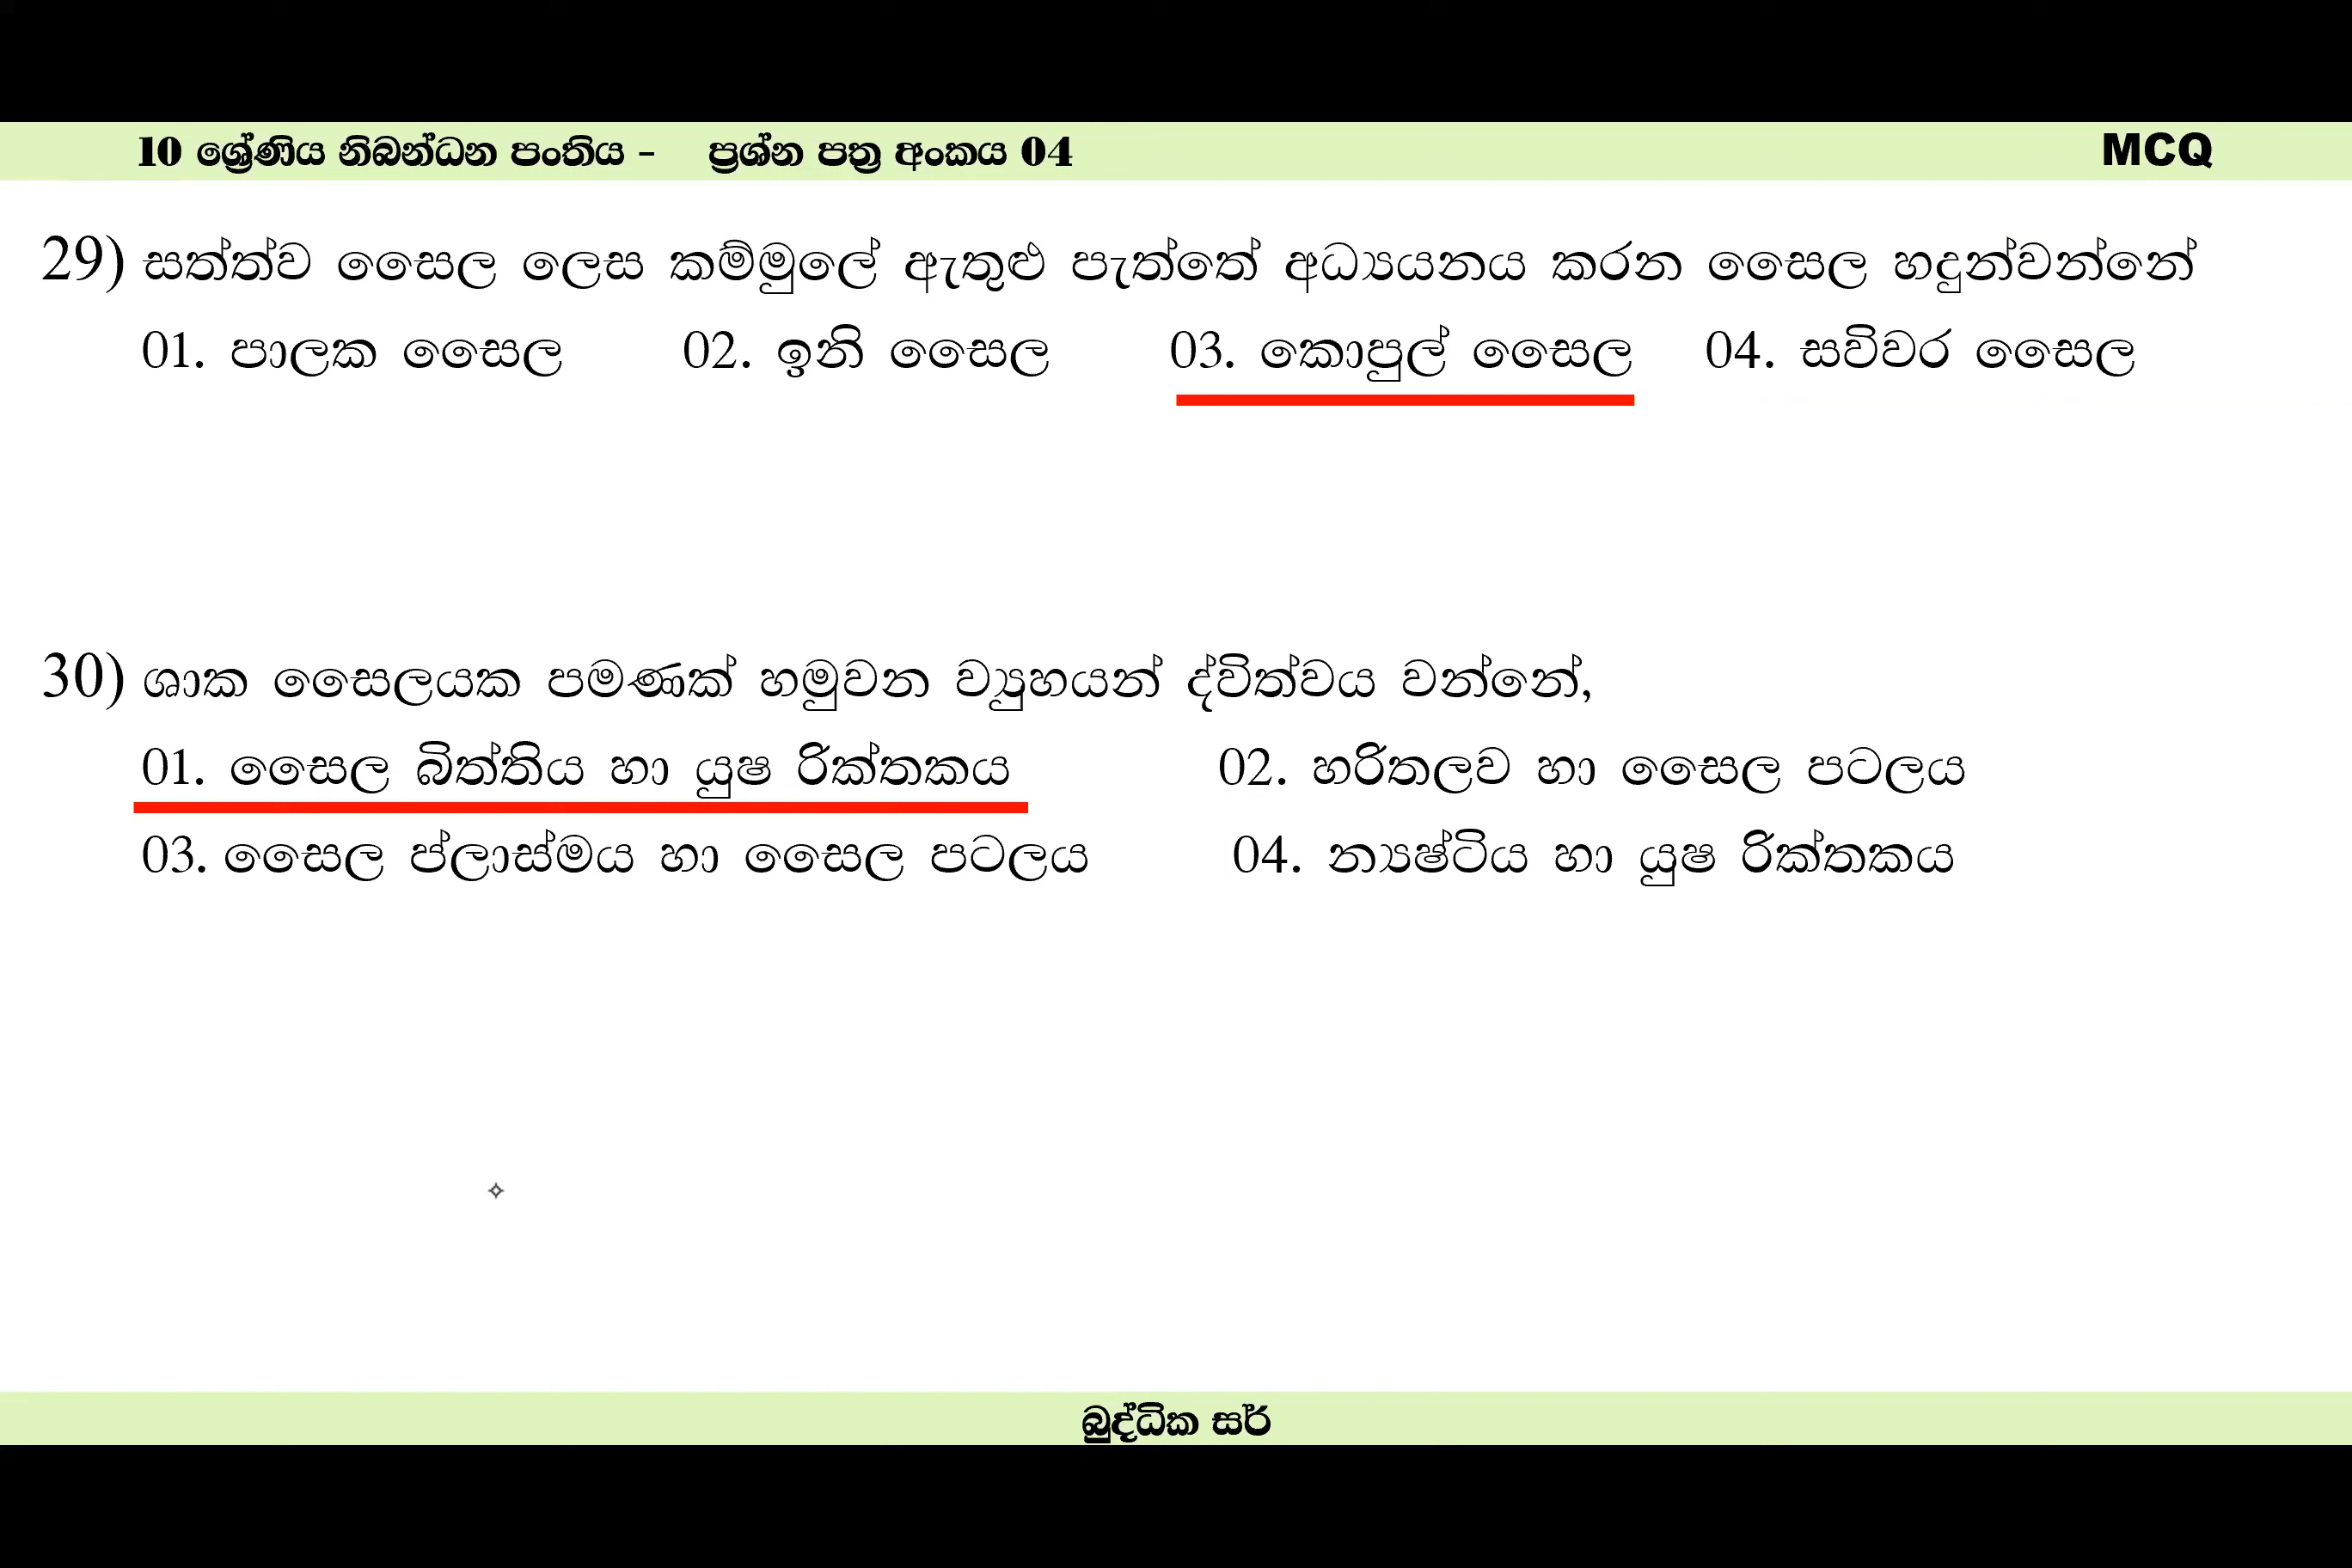 10 ශ්‍රේණිය නිබන්ධන පංතිය - ප්‍රශ්න පත්‍ර අංකය 04 MCQ
29) සත්ත්ව සෛල ලෙස කම්මුලේ ඇතුළු පැත්තේ අධ්‍යයනය කරන සෛල හඳුන්වන්නේ
01. පාලක සෛල 02. ඉනි සෛල 03. කොපුල් සෛල 04. සවිවර සෛල
30) ශාක සෛලයක පමණක් හමුවන ව්‍යුහයන් ද්විත්වය වන්නේ,
01. සෛල බිත්තිය හා යුෂ රික්තකය 02. හරිතලව හා සෛල පටලය
03. සෛල ප්ලාස්මය හා සෛල පටලය 04. න්‍යෂ්ටිය හා යුෂ රික්තකය
බුද්ධික සර්